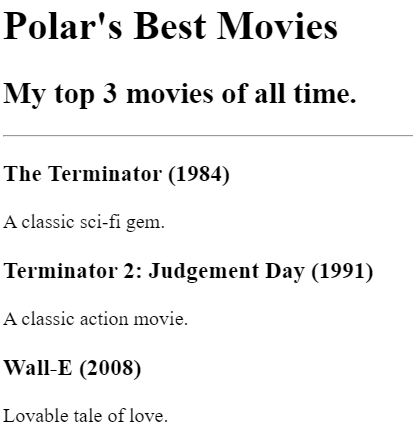 Polar's Best Movies
My top 3 movies of all time.
The Terminator (1984)
A classic sci-fi gem.
Terminator 2: Judgement Day (1991)
A classic action movie.
Wall-E (2008)
Lovable tale of love.